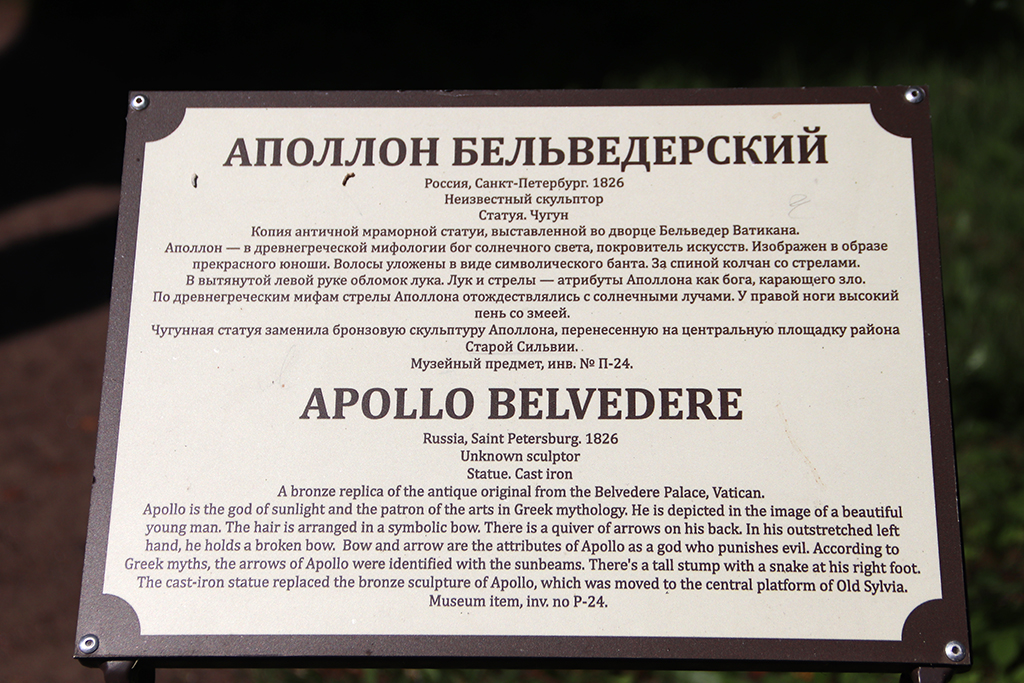 АПОЛЛОН БЕЛЬВЕДЕРСКИЙ
Россия, Санкт-Петербург. 1826
Неизвестный скульптор
Статуя. Чугун
Копия античной мраморной статуи, выставленной во дворце Бельведер Ватикана.
Аполлон — в древнегреческой мифологии бог солнечного света, покровитель искусств. Изображен в образе
прекрасного юноши. Волосы уложены в виде символического банта. За спиной колчан со стрелами.
В вытянутой левой руке обломок лука. Лук и стрелы — атрибуты Аполлона как бога, карающего зло.
По древнегреческим мифам стрелы Аполлона отождествлялись с солнечными лучами. У правой ноги высокий
пень со змеей.
Чугунная статуя заменила бронзовую скульптуру Аполлона, перенесенную на центральную площадку района
Старой Сильвии.
Музейный предмет, инв. № П-24.
APOLLO BELVEDERE
Russia, Saint Petersburg. 1826
Unknown sculptor
Statue. Cast iron
A bronze replica of the antique original from the Belvedere Palace, Vatican.
Apollo is the god of sunlight and the patron of the arts in Greek mythology. He is depicted in the image of a beautiful
young man. The hair is arranged in a symbolic bow. There is a quiver of arrows on his back. In his outstretched left
hand, he holds a broken bow. Bow and arrow are the attributes of Apollo as a god who punishes evil. According to
Greek myths, the arrows of Apollo were identified with the sunbeams. There's a tall stump with a snake at his right foot.
The cast-iron statue replaced the bronze sculpture of Apollo, which was moved to the central platform of Old Sylvia.
Museum item, inv. no P-24.